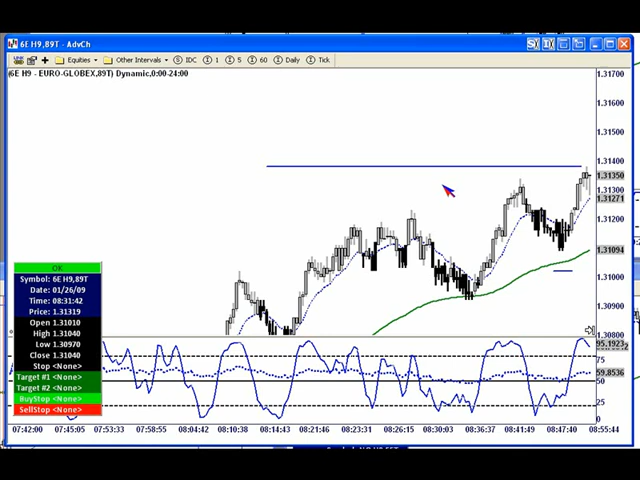 6E H9,89T - AdvCh
Equities Other Intervals IDC 1 5 60 Daily Tick
(6E H9 - EURO-GLOBEX,89T) Dynamic,0:00-24:00
1.31700
1.31600
1.31500
1.31400
1.31350
1.31300
1.31271
1.31200
1.31094
1.31000
1.30900
1.30800
OK
Symbol: 6E H9,89T
Date: 01/26/09
Time: 08:31:42
Price: 1.31319
Open 1.31010
High 1.31040
Low 1.30970
Close 1.31040
Stop <None>
Target #1 <None>
Target #2 <None>
BuyStop <None>
SellStop <None>
95.1923
75
59.8536
50
25
0
07:42:00 07:45:05 07:53:33 07:58:55 08:04:42 08:10:38 08:14:43 08:21:04 08:26:15 08:30:03 08:36:37 08:41:49 08:47:40 08:55:44